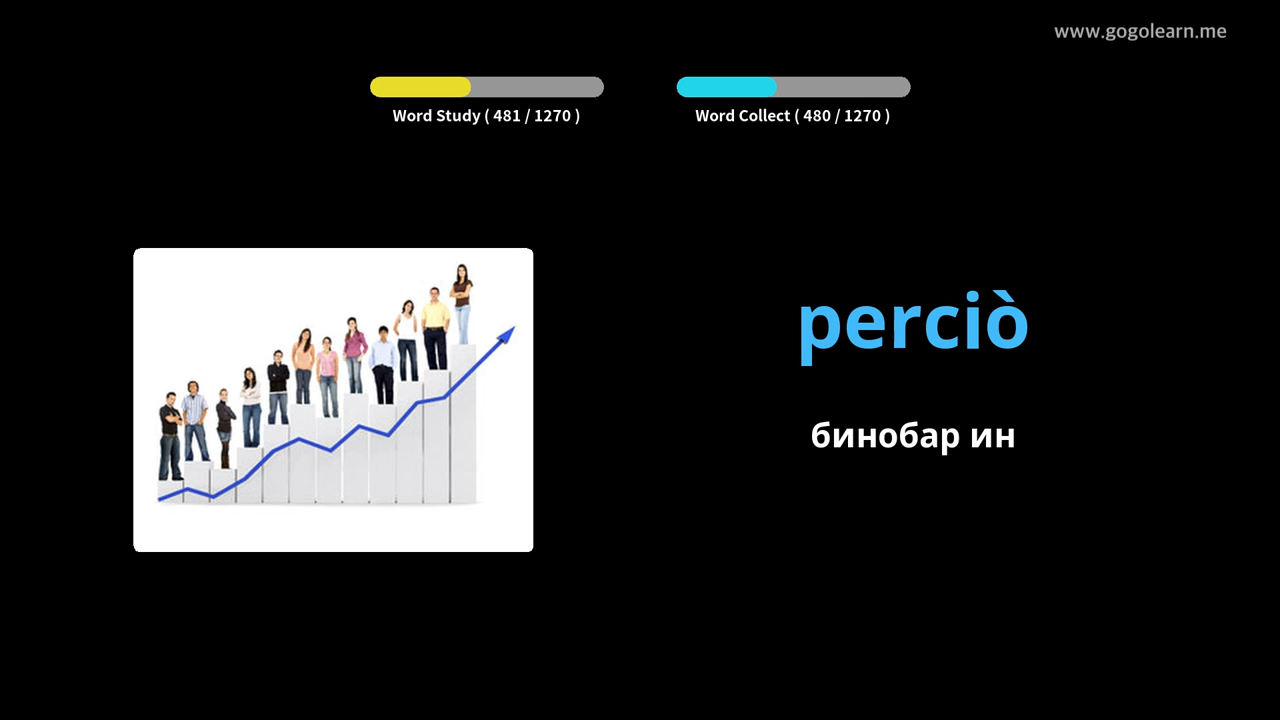 www.gogolearn.me
Word Study ( 481 / 1270 )
Word Collect ( 480 / 1270 )
perciò
бинобар ин